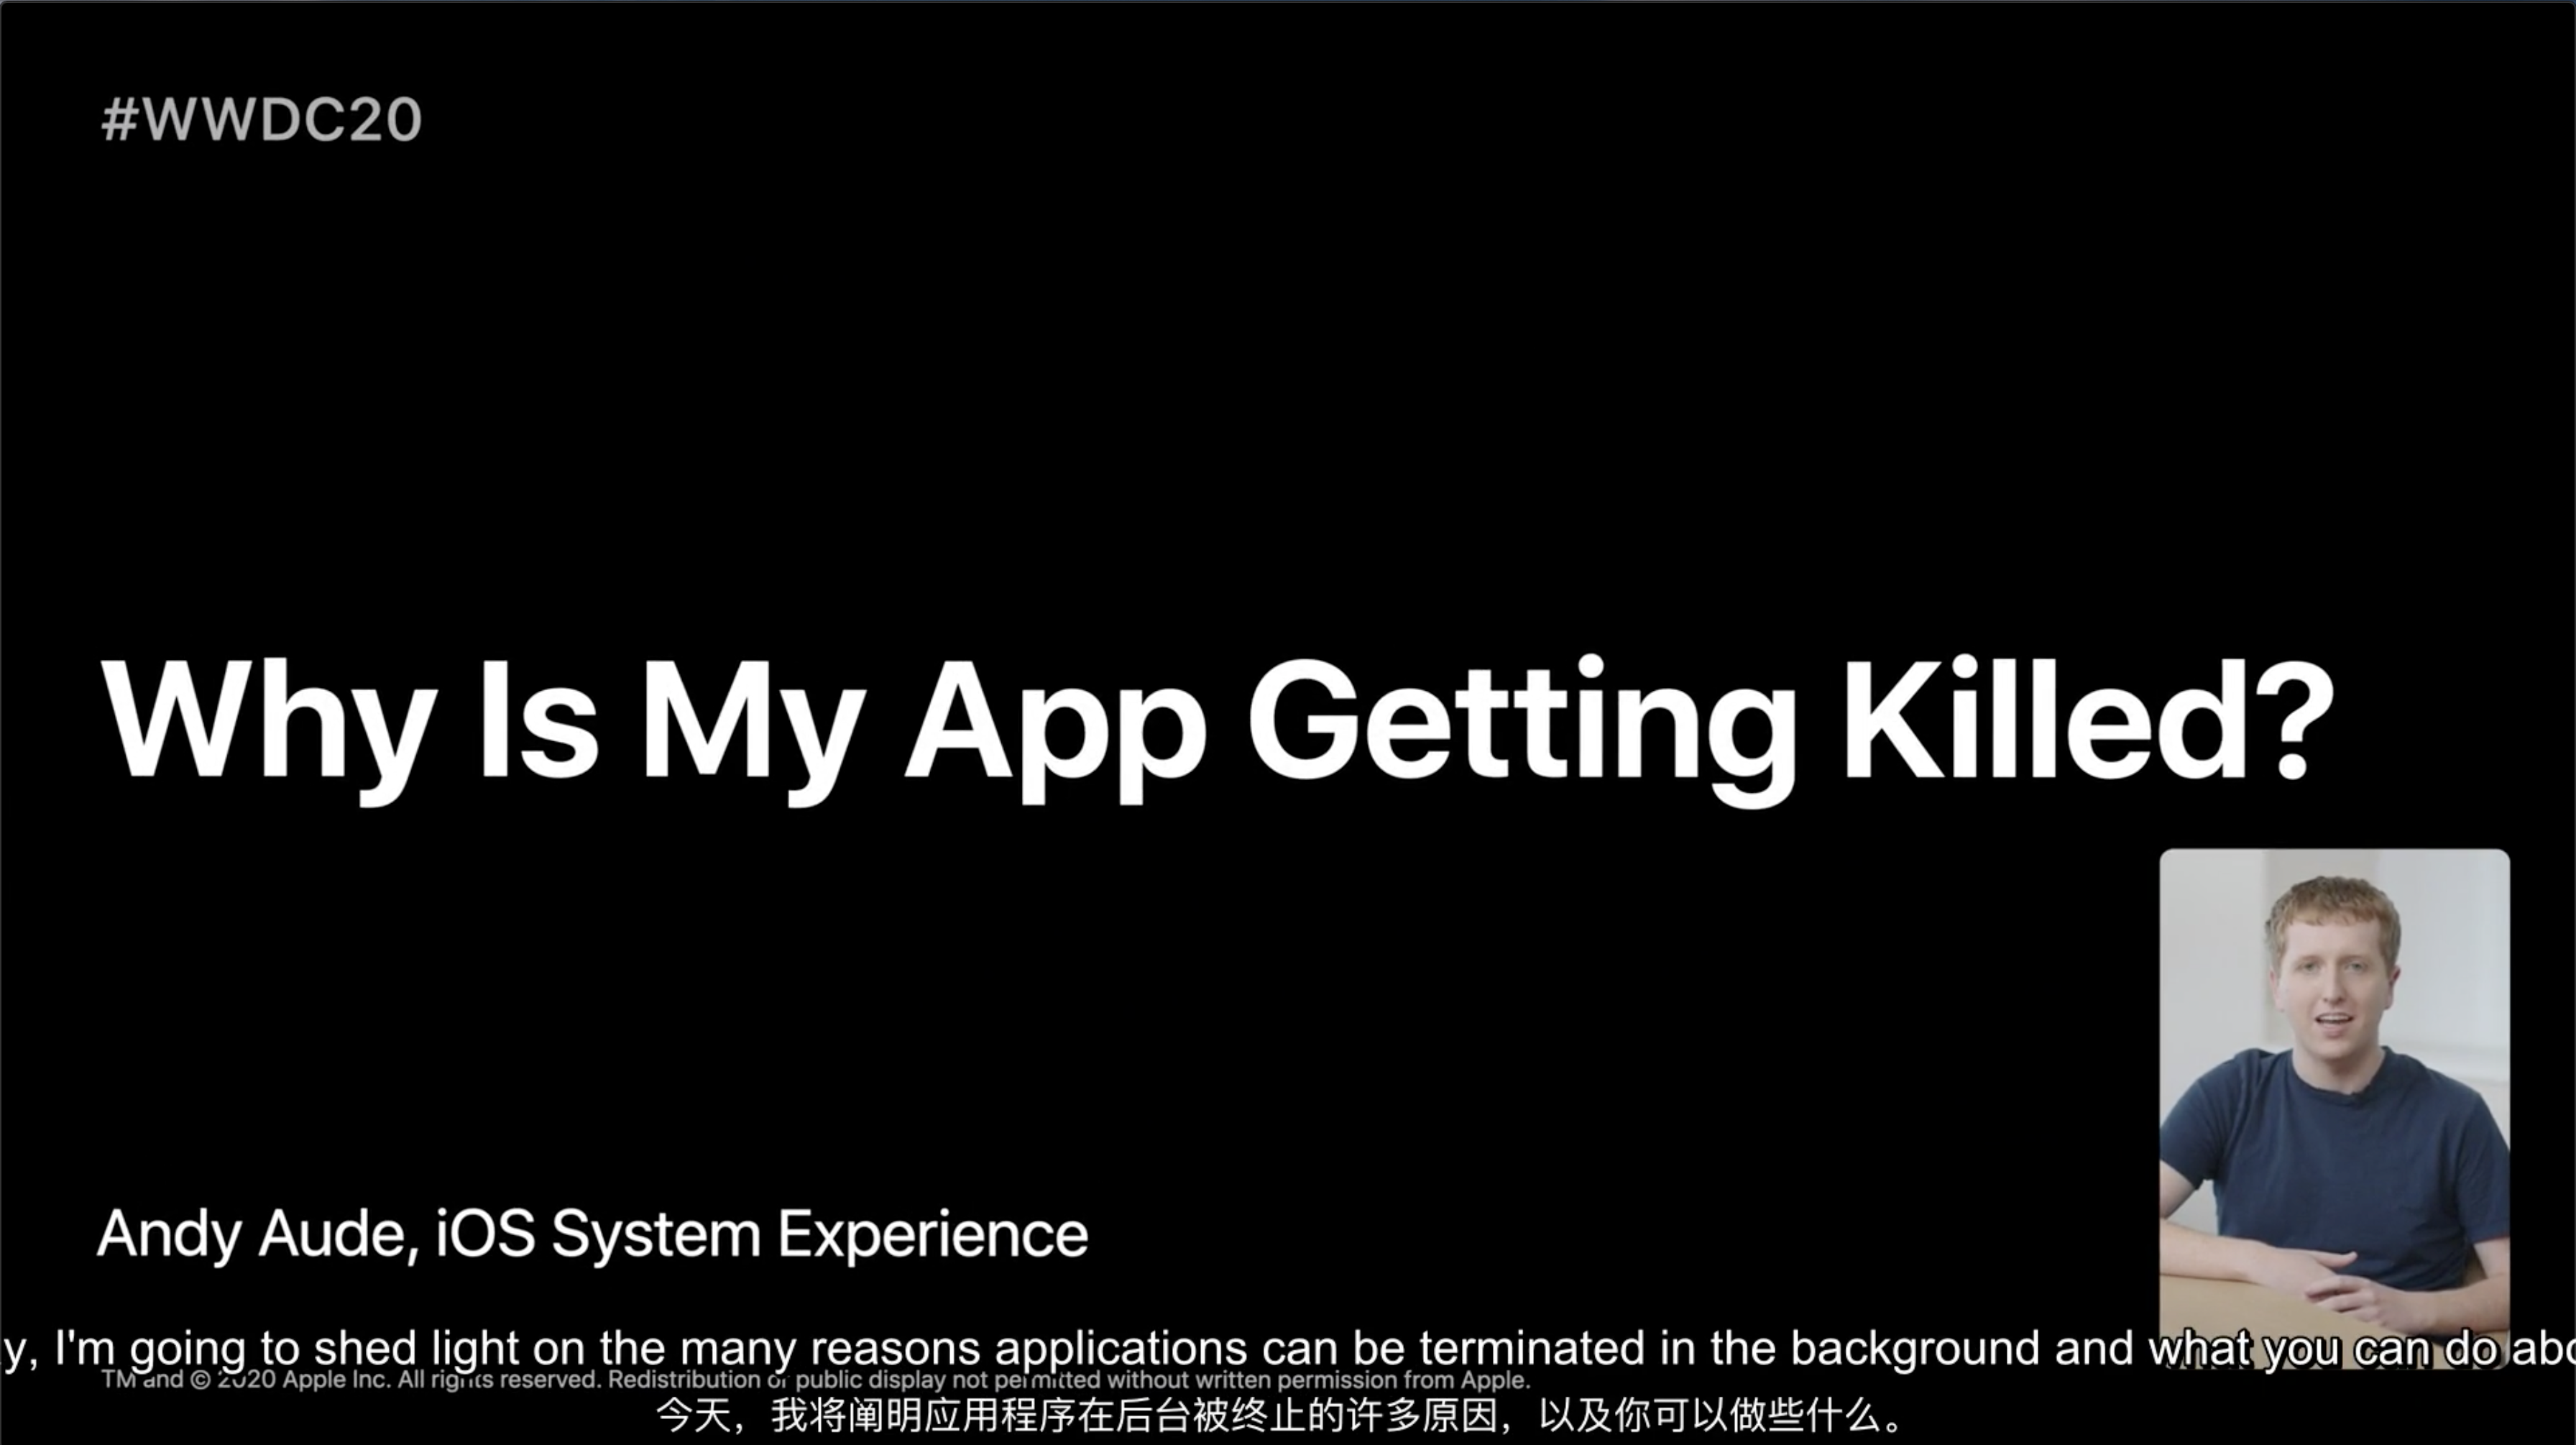 #WWDC20
Why Is My App Getting Killed?
Andy Aude, iOS System Experience
y, I'm going to shed light on the many reasons applications can be terminated in the background and what you can do abo
TM and © 2020 Apple Inc. All rights reserved. Redistribution or public display not permitted without written permission from Apple.
今天，我将阐明应用程序在后台被终止的许多原因，以及你可以做些什么。